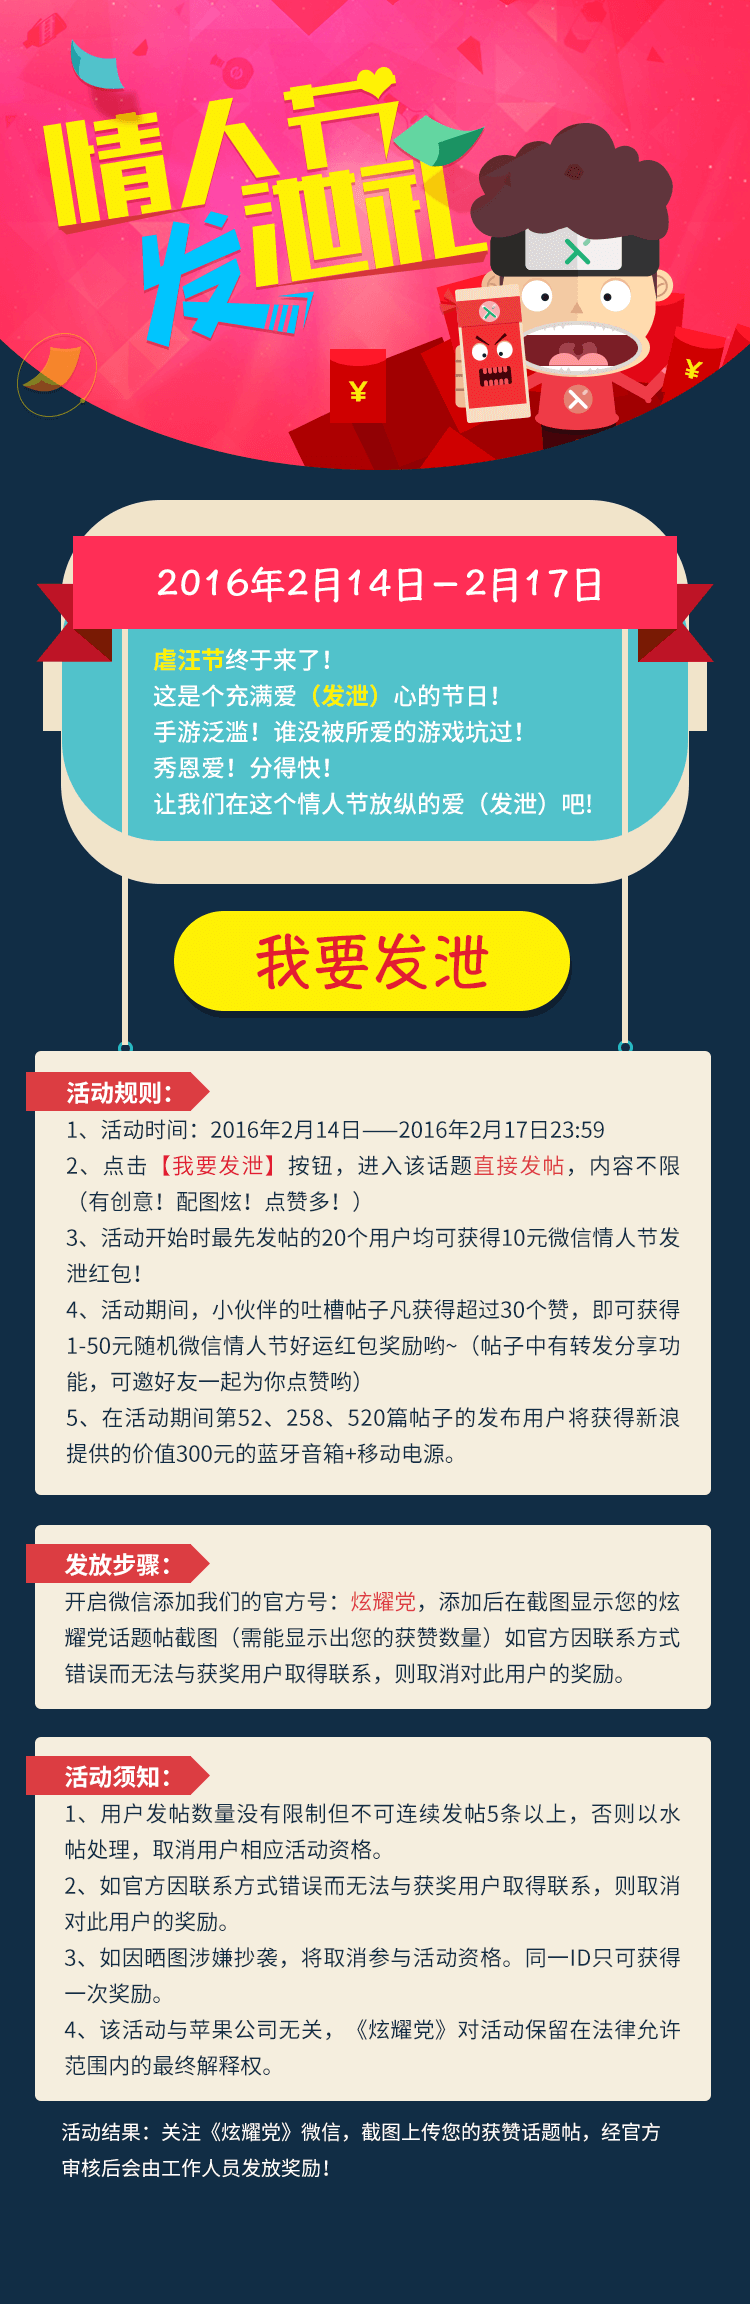 情人节
发泄礼
¥
¥
2016年2月14日－2月17日
虐汪节终于来了！
这是个充满爱（发泄）心的节日！
手游泛滥！谁没被所爱的游戏坑过！
秀恩爱！分得快！
让我们在这个情人节放纵的爱（发泄）吧!
我要发泄
活动规则：
1、活动时间：2016年2月14日——2016年2月17日23:59
2、点击【我要发泄】按钮，进入该话题直接发帖，内容不限
（有创意！配图炫！点赞多！）
3、活动开始时最先发帖的20个用户均可获得10元微信情人节发
泄红包！
4、活动期间，小伙伴的吐槽帖子凡获得超过30个赞，即可获得
1-50元随机微信情人节好运红包奖励哟~（帖子中有转发分享功
能，可邀好友一起为你点赞哟）
5、在活动期间第52、258、520篇帖子的发布用户将获得新浪
提供的价值300元的蓝牙音箱+移动电源。
发放步骤：
开启微信添加我们的官方号：炫耀党，添加后在截图显示您的炫
耀党话题帖截图（需能显示出您的获赞数量）如官方因联系方式
错误而无法与获奖用户取得联系，则取消对此用户的奖励。
活动须知：
1、用户发帖数量没有限制但不可连续发帖5条以上，否则以水
帖处理，取消用户相应活动资格。
2、如官方因联系方式错误而无法与获奖用户取得联系，则取消
对此用户的奖励。
3、如因晒图涉嫌抄袭，将取消参与活动资格。同一ID只可获得
一次奖励。
4、该活动与苹果公司无关，《炫耀党》对活动保留在法律允许
范围内的最终解释权。
活动结果：关注《炫耀党》微信，截图上传您的获赞话题帖，经官方
审核后会由工作人员发放奖励！